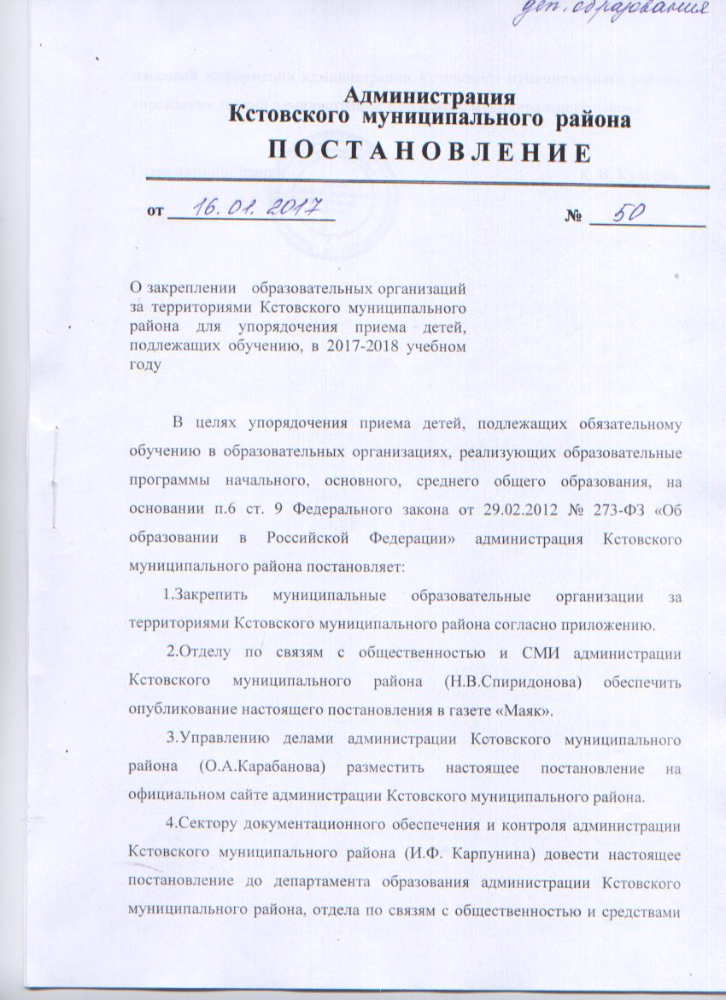 деп. образования
массовой информации администрации Кстовского муниципального района,
Администрация
Кстовского муниципального района
ПОСТАНОВЛЕНИЕ
от 16.01.2017 № 50
О закреплении образовательных организаций
за территориями Кстовского муниципального
района для упорядочения приема детей,
подлежащих обучению, в 2017-2018 учебном
году
В целях упорядочения приема детей, подлежащих обязательному
обучению в образовательных организациях, реализующих образовательные
программы начального, основного, среднего общего образования, на
основании п.6 ст. 9 Федерального закона от 29.02.2012 № 273-ФЗ «Об
образовании в Российской Федерации» администрация Кстовского
муниципального района постановляет:
1.Закрепить муниципальные образовательные организации за
территориями Кстовского муниципального района согласно приложению.
2.Отделу по связям с общественностью и СМИ администрации
Кстовского муниципального района (Н.В.Спиридонова) обеспечить
опубликование настоящего постановления в газете «Маяк».
3.Управлению делами администрации Кстовского муниципального
района (О.А.Карабанова) разместить настоящее постановление на
официальном сайте администрации Кстовского муниципального района.
4.Сектору документационного обеспечения и контроля администрации
Кстовского муниципального района (И.Ф. Карпунина) довести настоящее
постановление до департамента образования администрации Кстовского
муниципального района, отдела по связям с общественностью и средствами